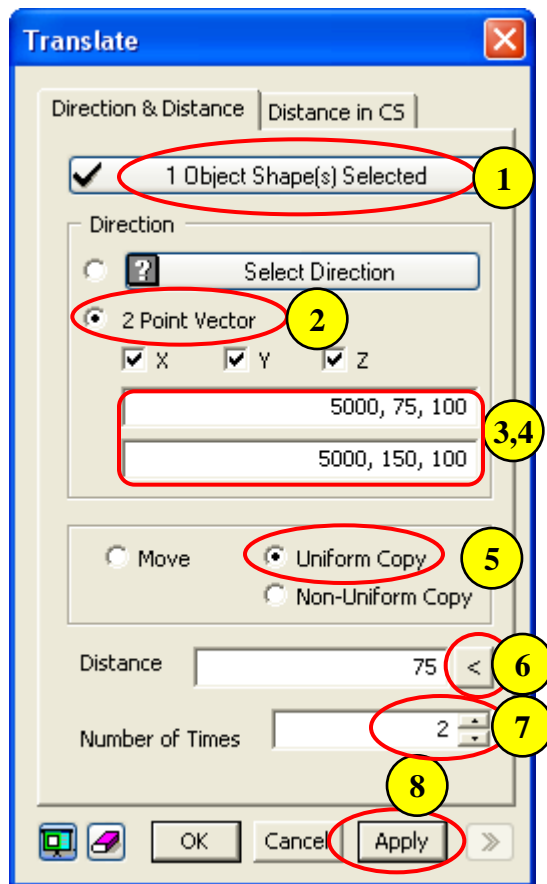 Translate
Direction & Distance
Distance in CS
1 Object Shape(s) Selected
1
Direction
? Select Direction
2 Point Vector
2
X Y Z
5000, 75, 100
3,4
5000, 150, 100
Move
Uniform Copy
5
Non-Uniform Copy
Distance
75
<
6
Number of Times
2
7
8
OK
Cancel
Apply
>>